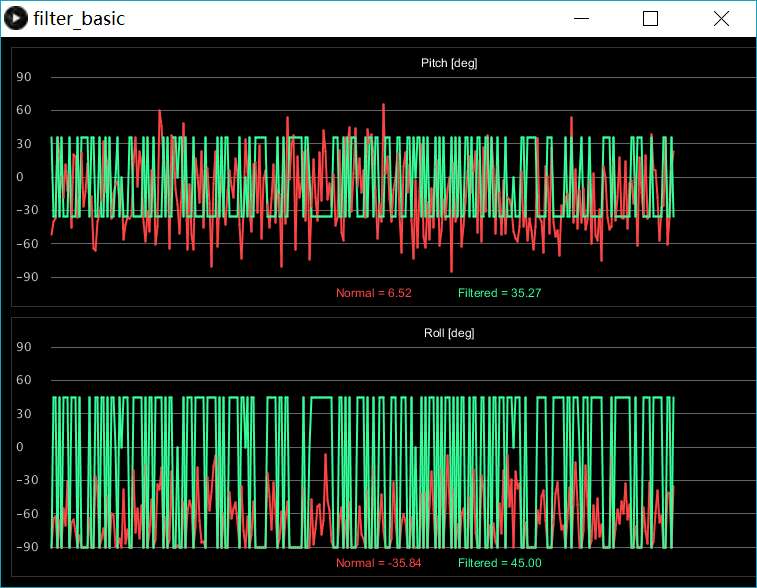 filter_basic
Pitch [deg]
90
60
30
0
-30
-60
-90
Normal = 6.52 Filtered = 35.27
Roll [deg]
90
60
30
0
-30
-60
-90
Normal = -35.84 Filtered = 45.00